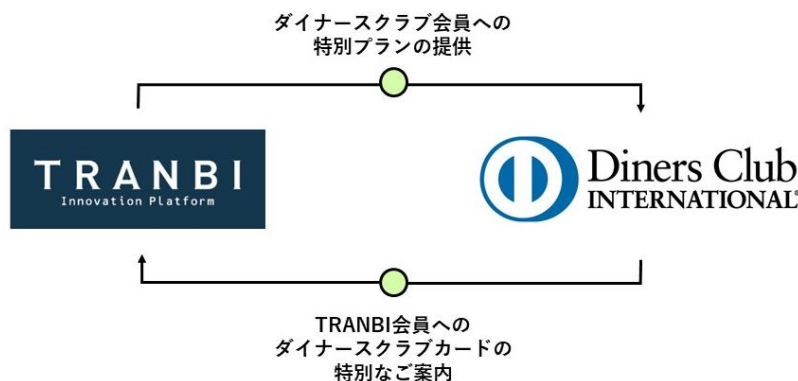 ダイナースクラブ会員への
特別プランの提供
TRANBI
Innovation Platform
Diners Club
INTERNATIONAL®
TRANBI会員への
ダイナースクラブカードの
特別なご案内